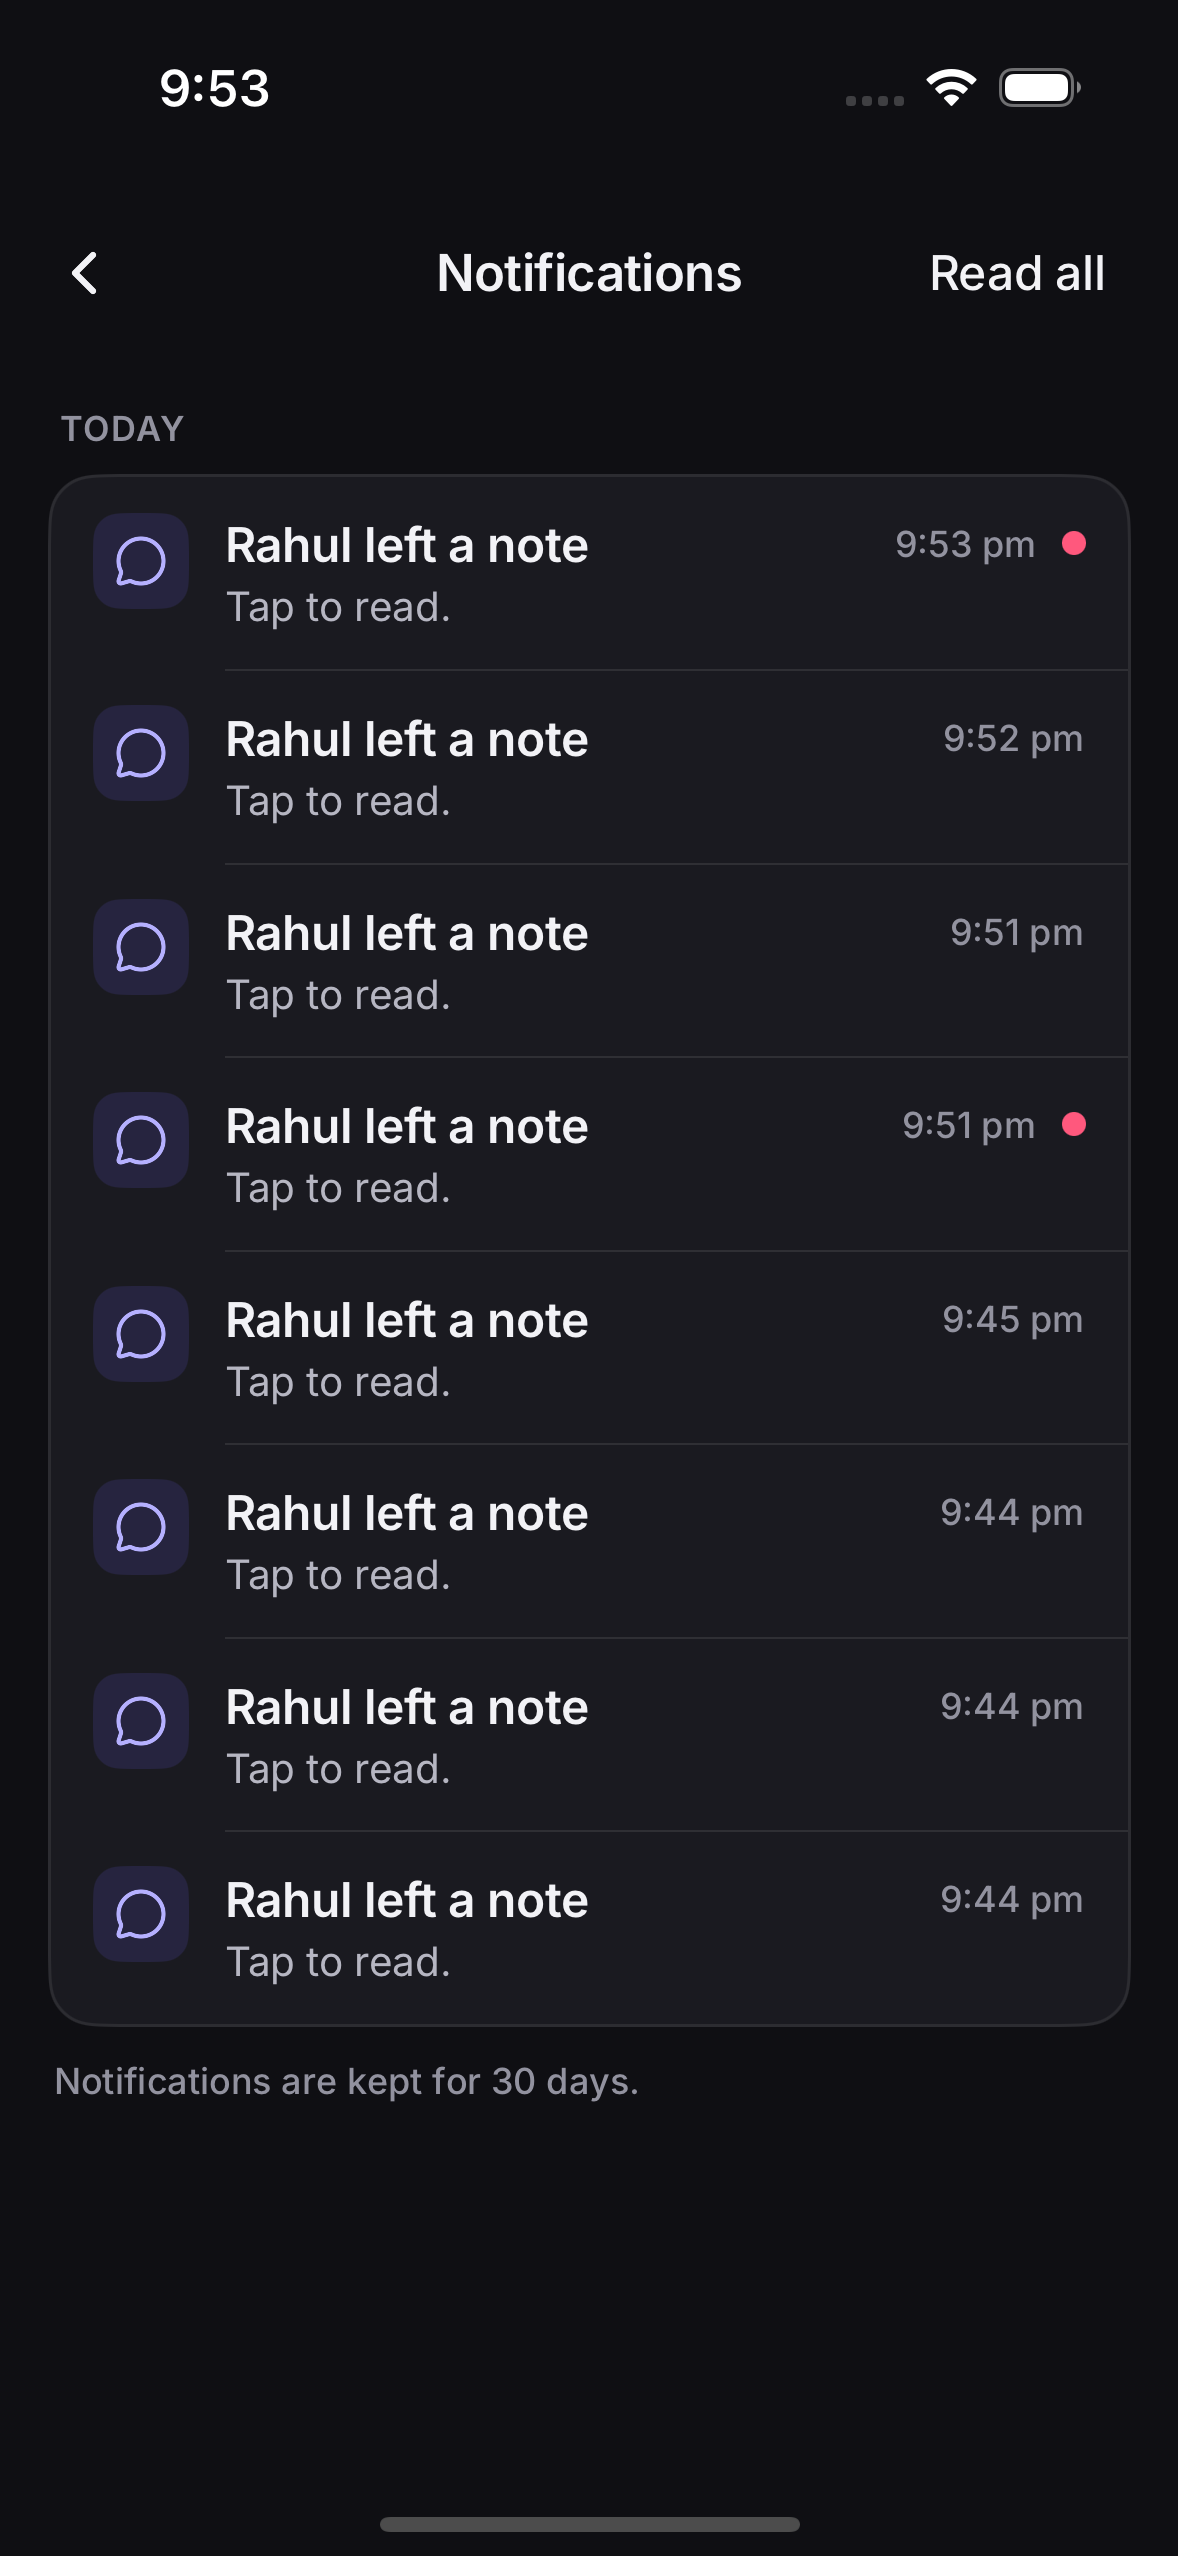 9:53
Notifications
Read all
TODAY
Rahul left a note
9:53 pm
Tap to read.
Rahul left a note
9:52 pm
Tap to read.
Rahul left a note
9:51 pm
Tap to read.
Rahul left a note
9:51 pm
Tap to read.
Rahul left a note
9:45 pm
Tap to read.
Rahul left a note
9:44 pm
Tap to read.
Rahul left a note
9:44 pm
Tap to read.
Rahul left a note
9:44 pm
Tap to read.
Notifications are kept for 30 days.